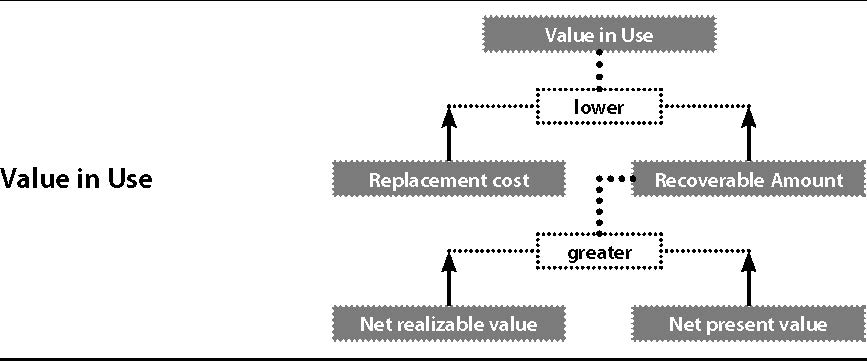 Value in Use
lower
Replacement cost
Recoverable Amount
Value in Use
greater
Net realizable value
Net present value